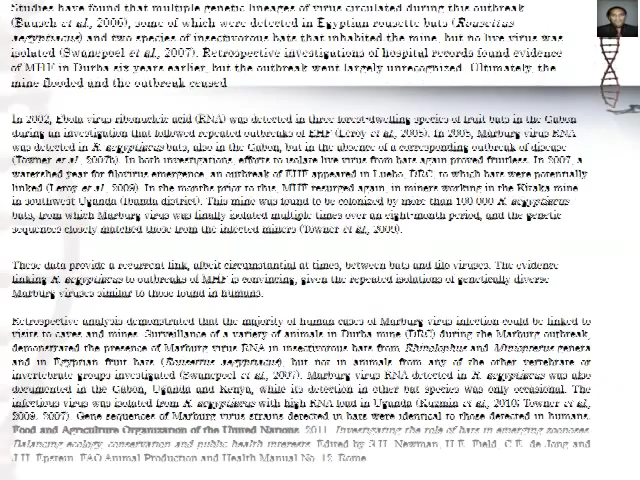 Studies have found that multiple genetic lineages of virus circulated during this outbreak
(Bausch et al., 2006), some of which were detected in Egyptian rousette bats (Rousettus
aegyptiacus) and two species of insectivorous bats that inhabited the mine, but no live virus was
isolated (Swanepoel et al., 2007). Retrospective investigations of hospital records found evidence
of MHF in Durba six years earlier, but the outbreak went largely unrecognized. Ultimately, the
mine flooded and the outbreak ceased
In 2002, Ebola virus ribonucleic acid (RNA) was detected in three forest-dwelling species of fruit bats in the Gabon
during an investigation that followed repeated outbreaks of EHF (Leroy et al., 2005). In 2005, Marburg virus RNA
was detected in R. aegyptiacus bats, also in the Gabon, but in the absence of a corresponding outbreak of disease
(Towner et al., 2007b). In both investigations, efforts to isolate live virus from bats again proved fruitless. In 2007, a
watershed year for filovirus emergence, an outbreak of EHF appeared in Luebo, DRC, to which bats were potentially
linked (Leroy et al., 2009). In the months prior to this, MHF resurged again, in miners working in the Kitaka mine
in southwest Uganda (Ibanda district). This mine was found to be colonized by more than 100 000 R. aegyptiacus
bats, from which Marburg virus was finally isolated multiple times over an eight-month period, and the genetic
sequences closely matched those from the infected miners (Towner et al., 2009).
These data provide a recurrent link, albeit circumstantial at times, between bats and filo viruses. The evidence
linking R. aegyptiacus to outbreaks of MHF is convincing, given the repeated isolations of genetically diverse
Marburg viruses similar to those found in humans.
Retrospective analysis demonstrated that the majority of human cases of Marburg virus infection could be linked to
visits to caves and mines. Surveillance of a variety of animals in Durba mine (DRC) during the Marburg outbreak,
demonstrated the presence of Marburg virus RNA in insectivorous bats from Rhinolophus and Miniopterus genera
and in Egyptian fruit bats (Rousettus aegyptiacus), but not in animals from any of the other vertebrate or
invertebrate groups investigated (Swanepoel et al., 2007). Marburg virus RNA detected in R. aegyptiacus was also
documented in the Gabon, Uganda and Kenya, while its detection in other bat species was only occasional. The
infectious virus was isolated from R. aegyptiacus with high RNA load in Uganda (Kuzmin et al., 2010; Towner et al.,
2009, 2007). Gene sequences of Marburg virus strains detected in bats were identical to those detected in humans.
Food and Agriculture Organization of the United Nations. 2011. Investigating the role of bats in emerging zoonoses:
Balancing ecology, conservation and public health interests. Edited by S.H. Newman, H.E. Field, C.E. de Jong and
J.H. Epstein. FAO Animal Production and Health Manual No. 12. Rome.